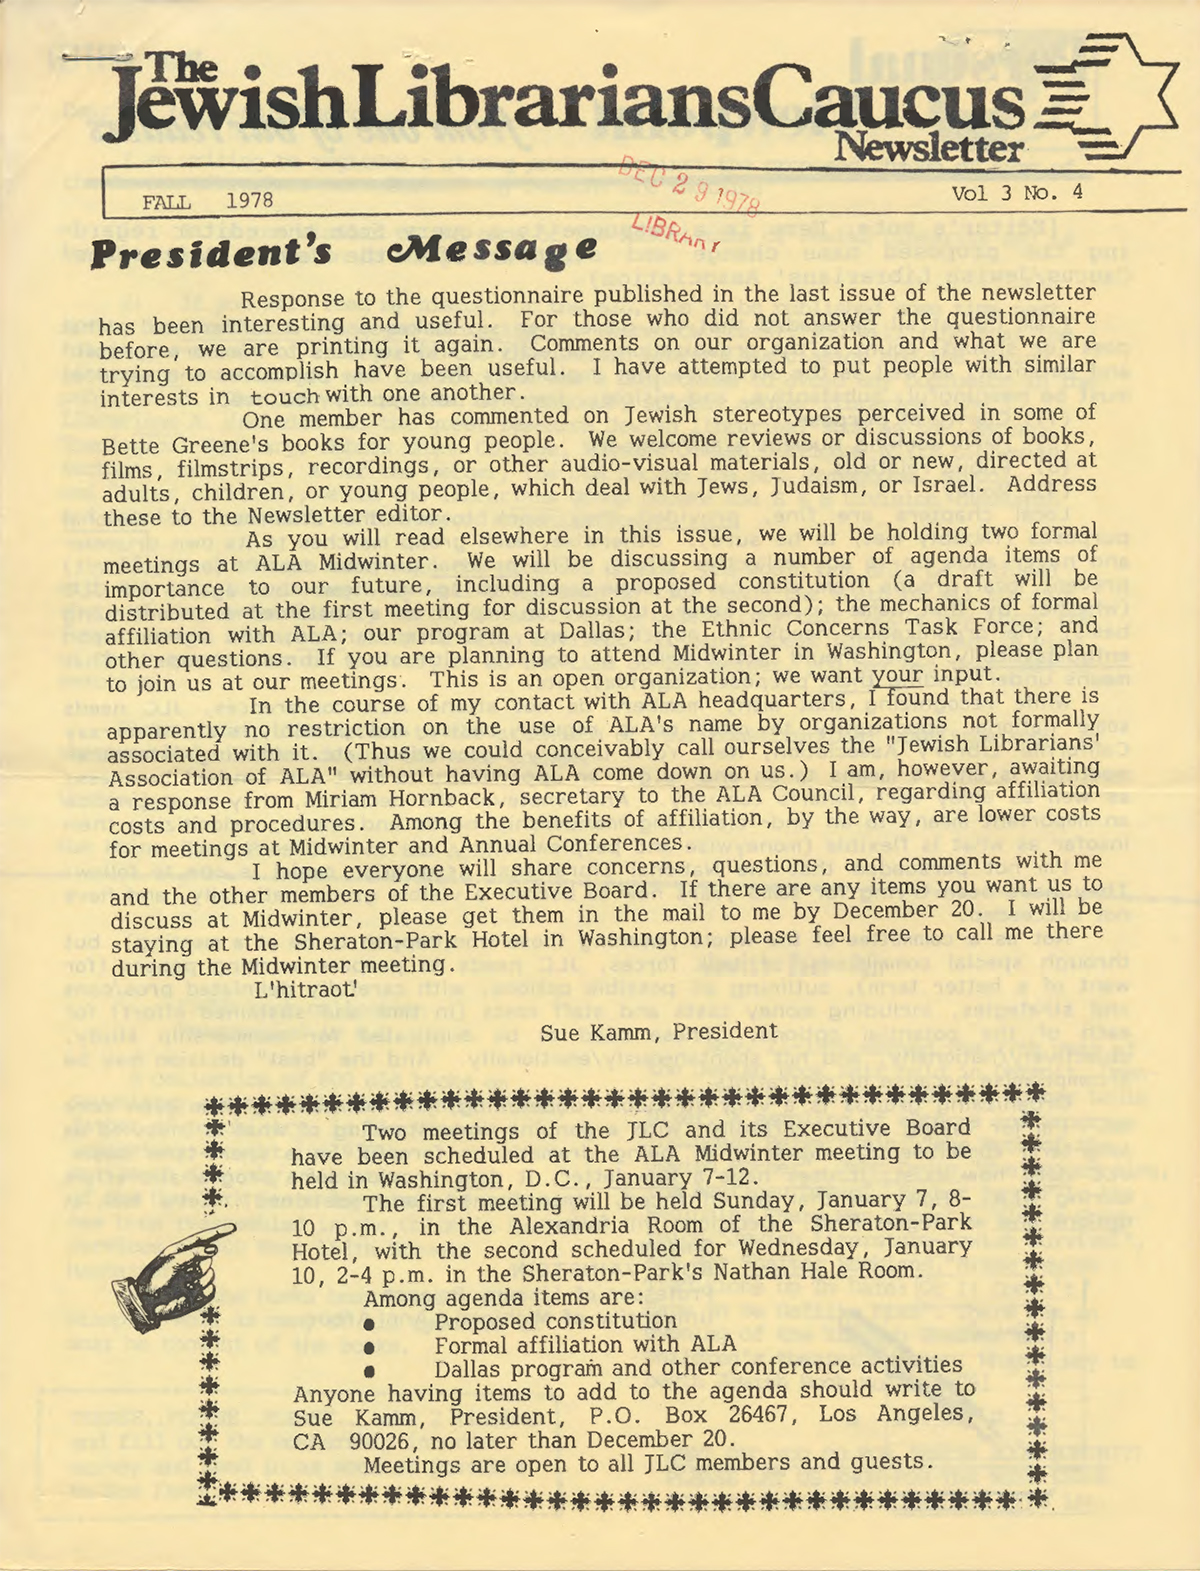 The
Jewish Librarians Caucus
Newsletter
FALL 1978
DEC 29 1978
LIBRARY
Vol 3 No. 4
President's Message
Response to the questionnaire published in the last issue of the newsletter
has been interesting and useful. For those who did not answer the questionnaire
before, we are printing it again. Comments on our organization and what we are
trying to accomplish have been useful. I have attempted to put people with similar
interests in touch with one another.
One member has commented on Jewish stereotypes perceived in some of
Bette Greene's books for young people. We welcome reviews or discussions of books,
films, filmstrips, recordings, or other audio-visual materials, old or new, directed at
adults, children, or young people, which deal with Jews, Judaism, or Israel. Address
these to the Newsletter editor.
As you will read elsewhere in this issue, we will be holding two formal
meetings at ALA Midwinter. We will be discussing a number of agenda items of
importance to our future, including a proposed constitution (a draft will be
distributed at the first meeting for discussion at the second); the mechanics of formal
affiliation with ALA; our program at Dallas; the Ethnic Concerns Task Force; and
other questions. If you are planning to attend Midwinter in Washington, please plan
to join us at our meetings. This is an open organization; we want your input.
In the course of my contact with ALA headquarters, I found that there is
apparently no restriction on the use of ALA's name by organizations not formally
associated with it. (Thus we could conceivably call ourselves the "Jewish Librarians'
Association of ALA" without having ALA come down on us.) I am, however, awaiting
a response from Miriam Hornback, secretary to the ALA Council, regarding affiliation
costs and procedures. Among the benefits of affiliation, by the way, are lower costs
for meetings at Midwinter and Annual Conferences.
I hope everyone will share concerns, questions, and comments with me
and the other members of the Executive Board. If there are any items you want us to
discuss at Midwinter, please get them in the mail to me by December 20. I will be
staying at the Sheraton-Park Hotel in Washington; please feel free to call me there
during the Midwinter meeting.
L'hitraot!
Sue Kamm, President
Two meetings of the JLC and its Executive Board
have been scheduled at the ALA Midwinter meeting to be
held in Washington, D.C., January 7-12.
The first meeting will be held Sunday, January 7, 8-
10 p.m., in the Alexandria Room of the Sheraton-Park
Hotel, with the second scheduled for Wednesday, January
10, 2-4 p.m. in the Sheraton-Park's Nathan Hale Room.
Among agenda items are:
● Proposed constitution
● Formal affiliation with ALA
● Dallas program and other conference activities
Anyone having items to add to the agenda should write to
Sue Kamm, President, P.O. Box 26467, Los Angeles,
CA 90026, no later than December 20.
Meetings are open to all JLC members and guests.